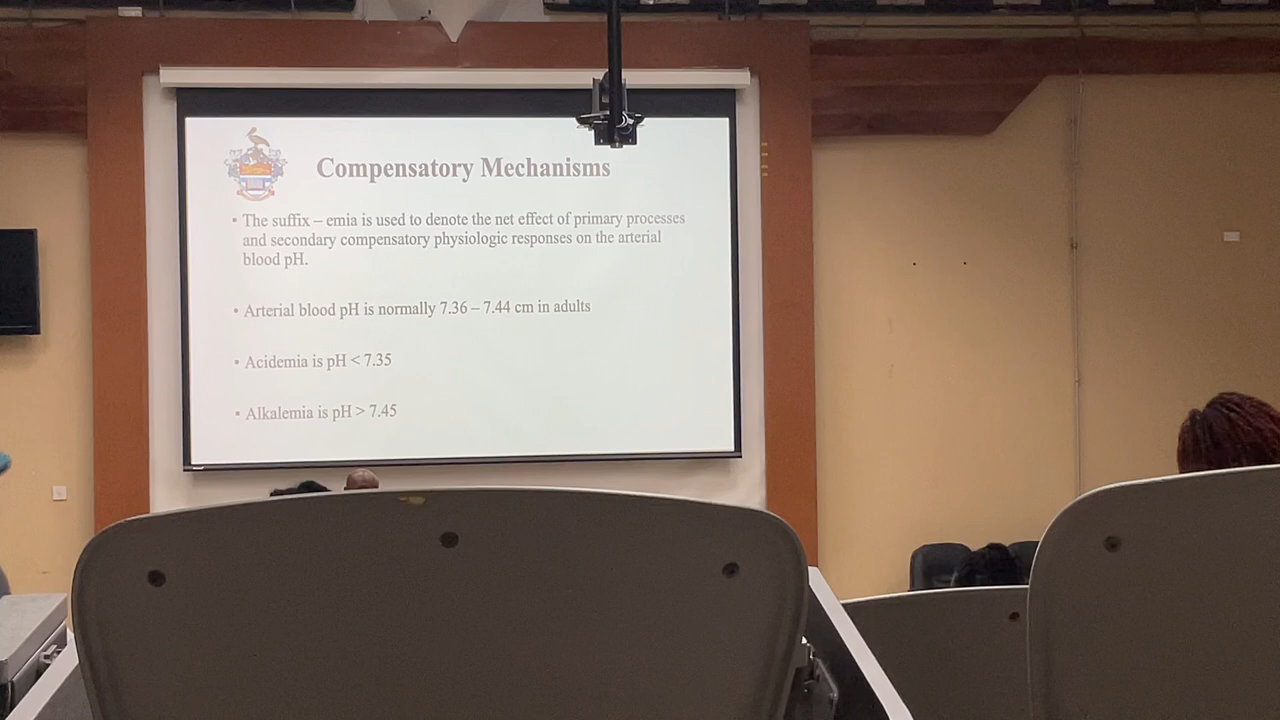 Compensatory Mechanisms
▪ The suffix – emia is used to denote the net effect of primary processes
and secondary compensatory physiologic responses on the arterial
blood pH.
▪ Arterial blood pH is normally 7.36 – 7.44 cm in adults
▪ Acidemia is pH < 7.35
▪ Alkalemia is pH > 7.45